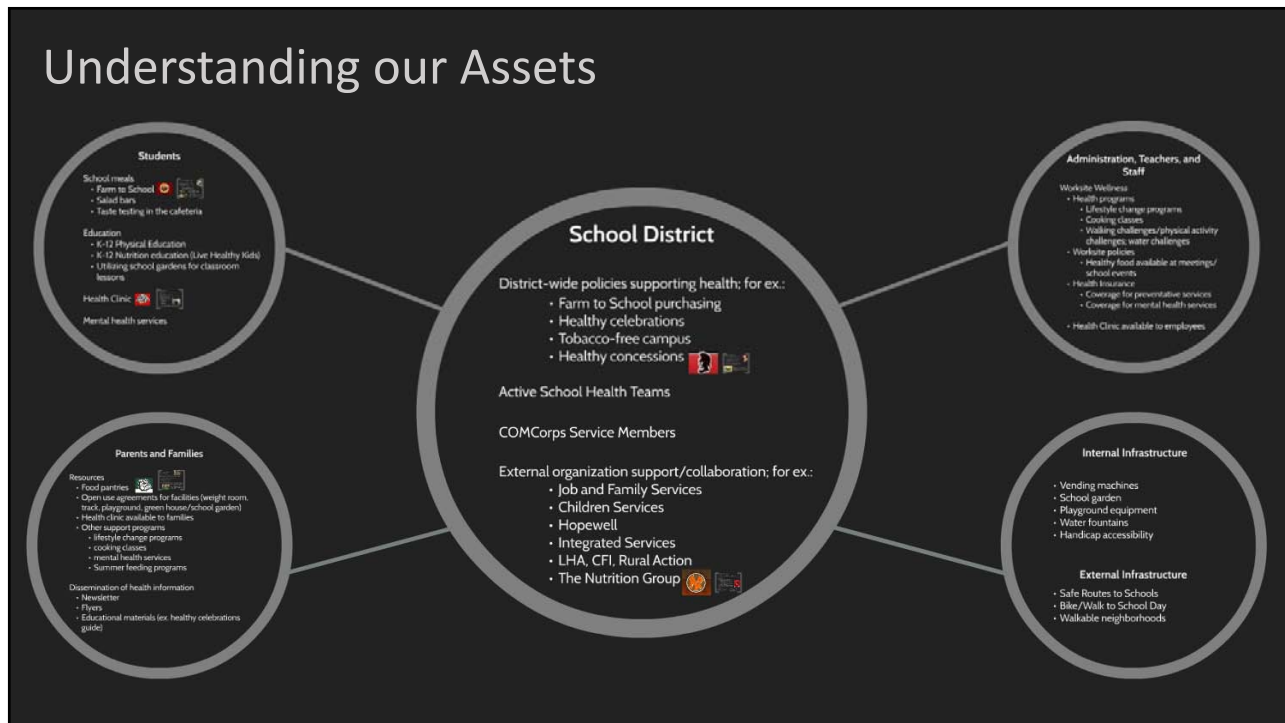 Understanding our Assets
Students
School meals
• Farm to School
• Salad bars
• Taste testing in the cafeteria
Education
• K-12 Physical Education
• K-12 Nutrition education (Live Healthy Kids)
• Utilizing school gardens for classroom
lessons
Health Clinic
Mental health services
Parents and Families
Resources
• Food pantries
• Open use agreements for facilities (weight room,
track, playground, green house/school garden)
• Health clinic available to families
• Other support programs
• lifestyle change programs
• cooking classes
• mental health services
• Summer feeding programs
Dissemination of health information
• Newsletter
• Flyers
• Educational materials (ex. healthy celebrations
guide)
School District
District-wide policies supporting health; for ex.:
• Farm to School purchasing
• Healthy celebrations
• Tobacco-free campus
• Healthy concessions
Active School Health Teams
COMCorps Service Members
External organization support/collaboration; for ex.:
• Job and Family Services
• Children Services
• Hopewell
• Integrated Services
• LHA, CFI, Rural Action
• The Nutrition Group
Administration, Teachers, and
Staff
Worksite Wellness
• Health programs
• Lifestyle change programs
• Cooking classes
• Walking challenges/physical activity
challenges; water challenges
• Worksite policies
• Healthy food available at meetings/
school events
• Health Insurance
• Coverage for preventative services
• Coverage for mental health services
• Health Clinic available to employees
Internal Infrastructure
• Vending machines
• School garden
• Playground equipment
• Water fountains
• Handicap accessibility
External Infrastructure
• Safe Routes to Schools
• Bike/Walk to School Day
• Walkable neighborhoods